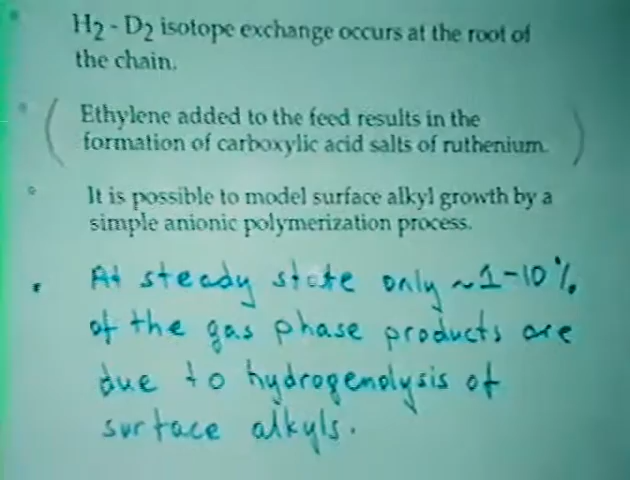 H2 - D2 isotope exchange occurs at the root of
the chain.
Ethylene added to the feed results in the
formation of carboxylic acid salts of ruthenium.
It is possible to model surface alkyl growth by a
simple anionic polymerization process.
At steady state only ~1-10%
of the gas phase products are
due to hydrogenolysis of
surface alkyls.